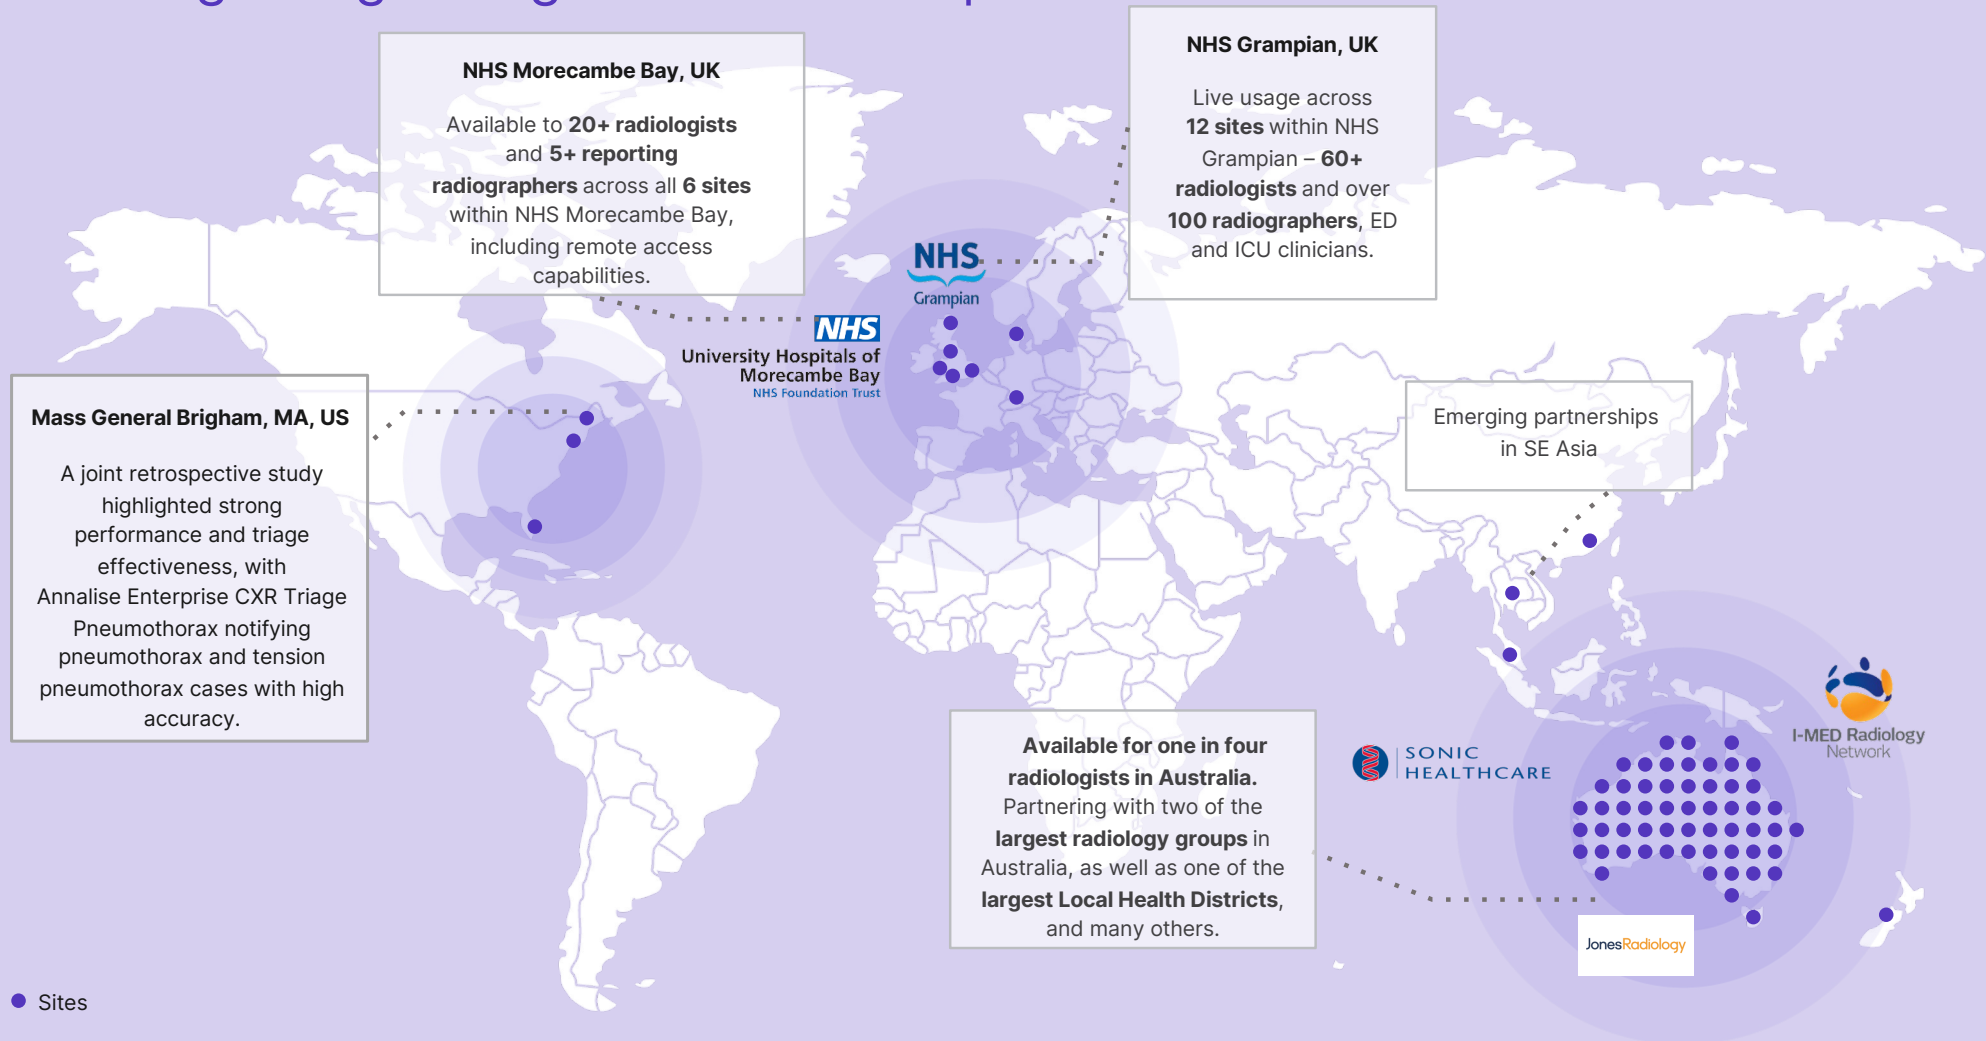 NHS Morecambe Bay, UK
Available to 20+ radiologists
and 5+ reporting
radiographers across all 6 sites
within NHS Morecambe Bay,
including remote access
capabilities.
NHS Grampian, UK
Live usage across
12 sites within NHS
Grampian – 60+
radiologists and over
100 radiographers, ED
and ICU clinicians.
NHS
Grampian
NHS
University Hospitals of
Morecambe Bay
NHS Foundation Trust
Mass General Brigham, MA, US
A joint retrospective study
highlighted strong
performance and triage
effectiveness, with
Annalise Enterprise CXR Triage
Pneumothorax notifying
pneumothorax and tension
pneumothorax cases with high
accuracy.
Emerging partnerships
in SE Asia
Available for one in four
radiologists in Australia.
Partnering with two of the
largest radiology groups in
Australia, as well as one of the
largest Local Health Districts,
and many others.
SONIC
HEALTHCARE
I-MED Radiology
Network
JonesRadiology
Sites